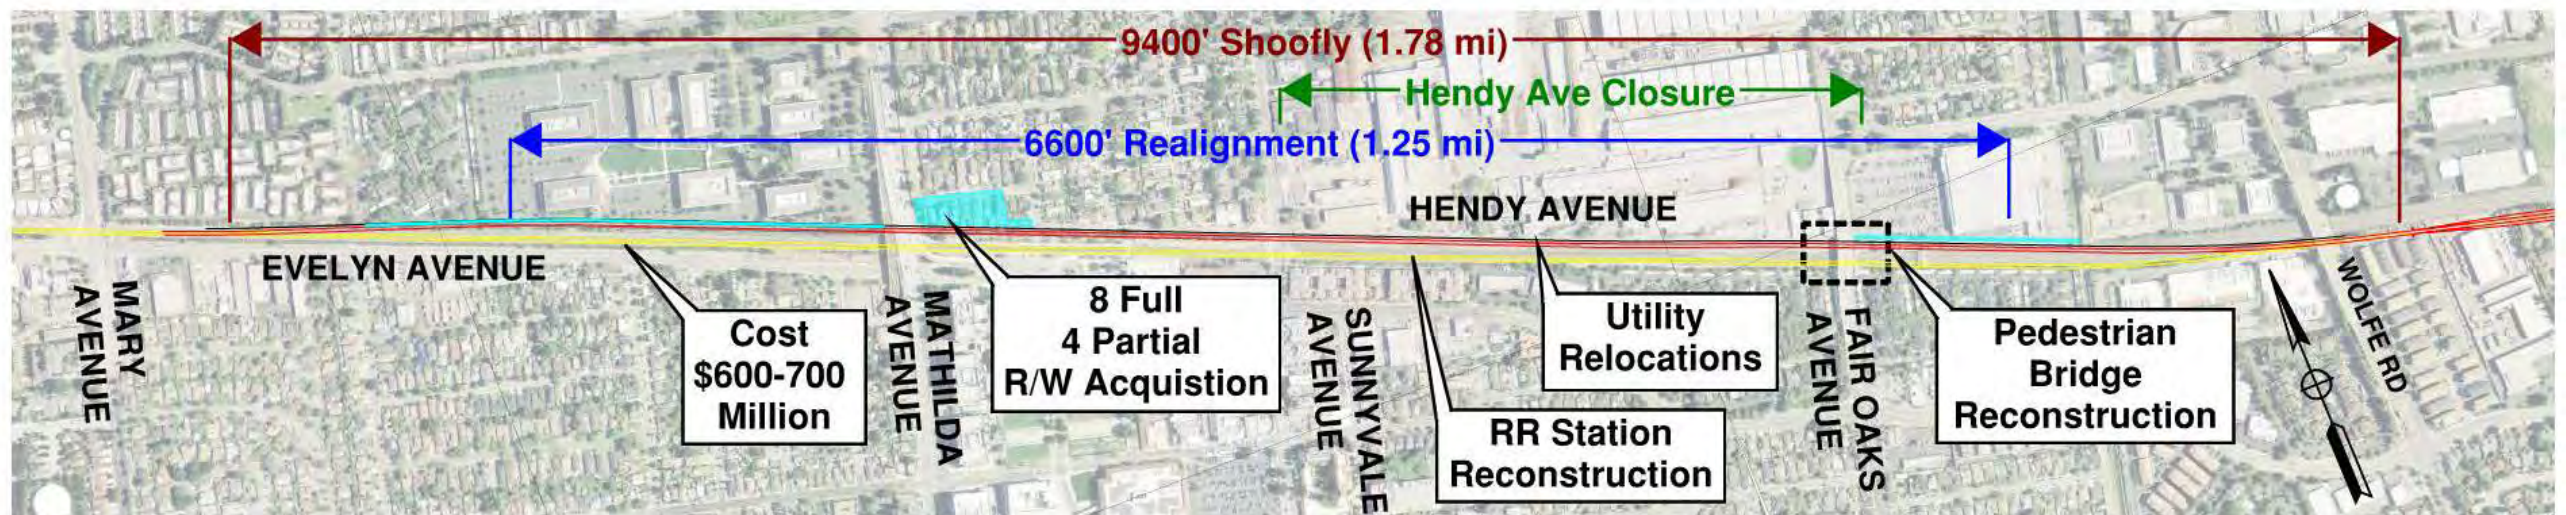 9400' Shoofly (1.78 mi)
Hendy Ave Closure
6600' Realignment (1.25 mi)
HENDY AVENUE
EVELYN AVENUE
MARY
AVENUE
Cost
$600-700
Million
MATHILDA
AVENUE
8 Full
4 Partial
R/W Acquistion
SUNNYVALE
AVENUE
RR Station
Reconstruction
Utility
Relocations
FAIR OAKS
AVENUE
Pedestrian
Bridge
Reconstruction
WOLFE RD